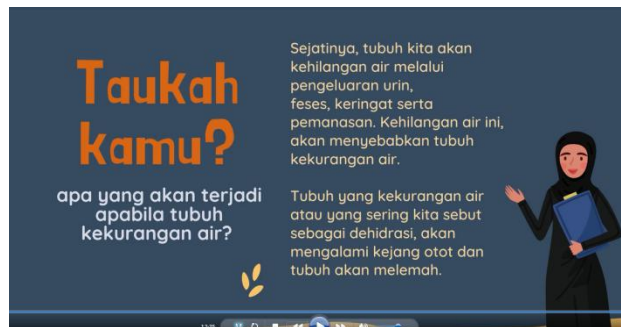 Taukah
kamu?
apa yang akan terjadi
apabila tubuh
kekurangan air?
Sejatinya, tubuh kita akan
kehilangan air melalui
pengeluaran urin,
feses, keringat serta
pemanasan. Kehilangan air ini,
akan menyebabkan tubuh
kekurangan air.
Tubuh yang kekurangan air
atau yang sering kita sebut
sebagai dehidrasi, akan
mengalami kejang otot dan
tubuh akan melemah.